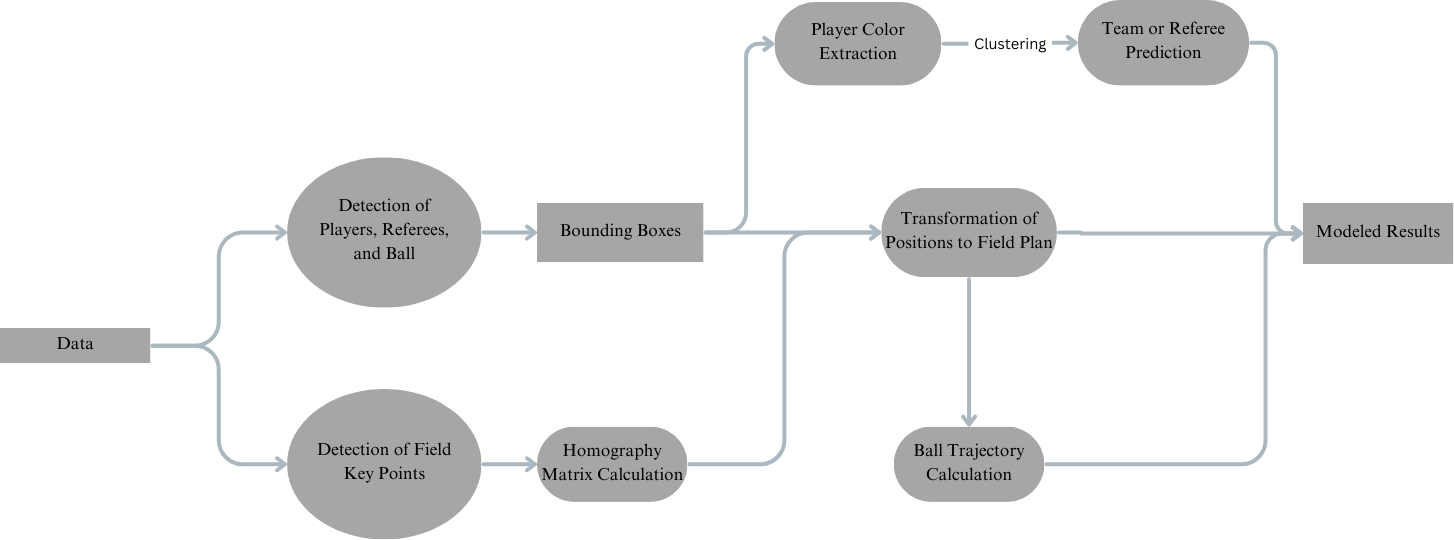 Player Color
Extraction
Clustering
Team or Referee
Prediction
Detection of
Players, Referees,
and Ball
Bounding Boxes
Transformation of
Positions to Field Plan
Modeled Results
Data
Detection of Field
Key Points
Homography
Matrix Calculation
Ball Trajectory
Calculation